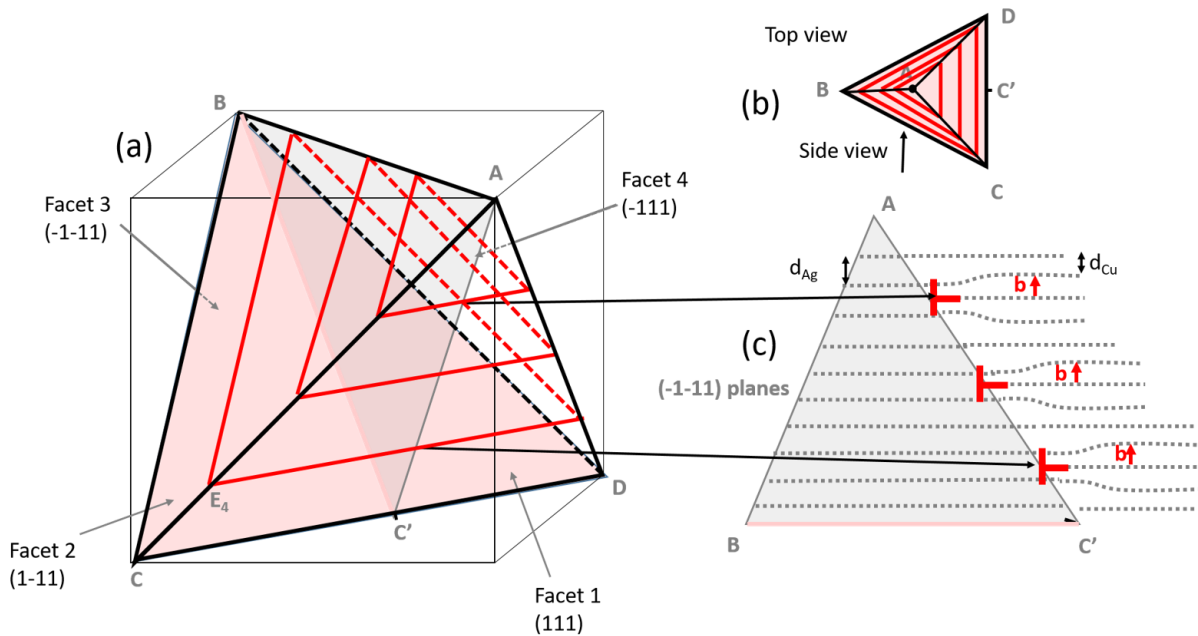 (a)
B
A
Facet 3
(-1-11)
Facet 4
(-111)
E4
C'
D
Facet 2
(1-11)
C
Facet 1
(111)
Top view
(b)
D
B
A
C'
Side view
C
A
dAg
dCu
b
(c)
(-1-11) planes
b
b
B
C'